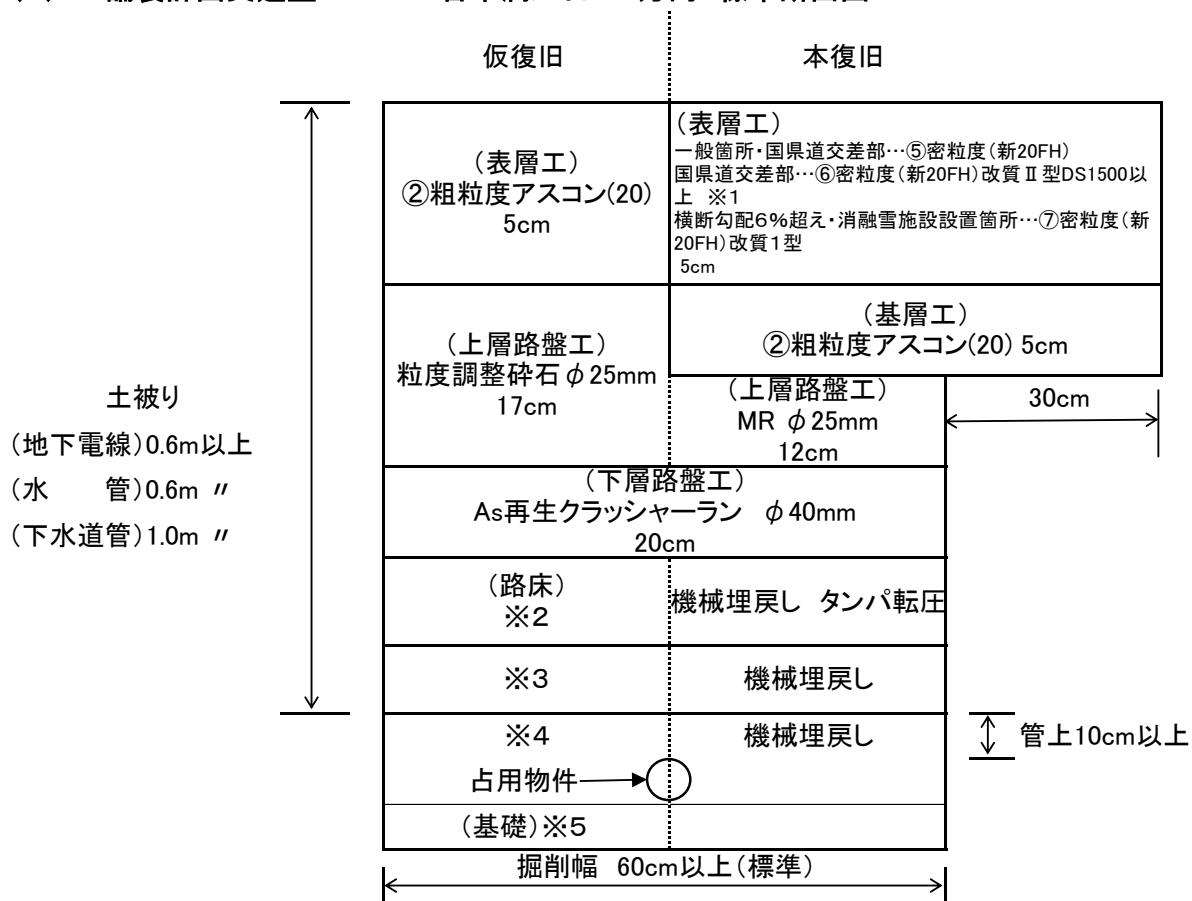 仮復旧
本復旧
(表層工)
②粗粒度アスコン(20)
5cm
(表層工)
一般箇所・国県道交差部…⑤密粒度(新20FH)
国県道交差部…⑥密粒度(新20FH)改質Ⅱ型DS1500以
上 ※1
横断勾配6%超え・消融雪施設設置箇所…⑦密粒度(新
20FH)改質1型
5cm
(上層路盤工)
粒度調整砕石φ25mm
17cm
(基層工)
②粗粒度アスコン(20) 5cm
(上層路盤工)
MR φ25mm
12cm
30cm
土被り
(地下電線)0.6m以上
(水　　管)0.6m 〃
(下水道管)1.0m 〃
(下層路盤工)
As再生クラッシャーラン　φ40mm
20cm
(路床)
※2
機械埋戻し　タンパ転圧
※3
機械埋戻し
※4
機械埋戻し
管上10cm以上
占用物件
(基礎)※5
掘削幅　60cm以上(標準)